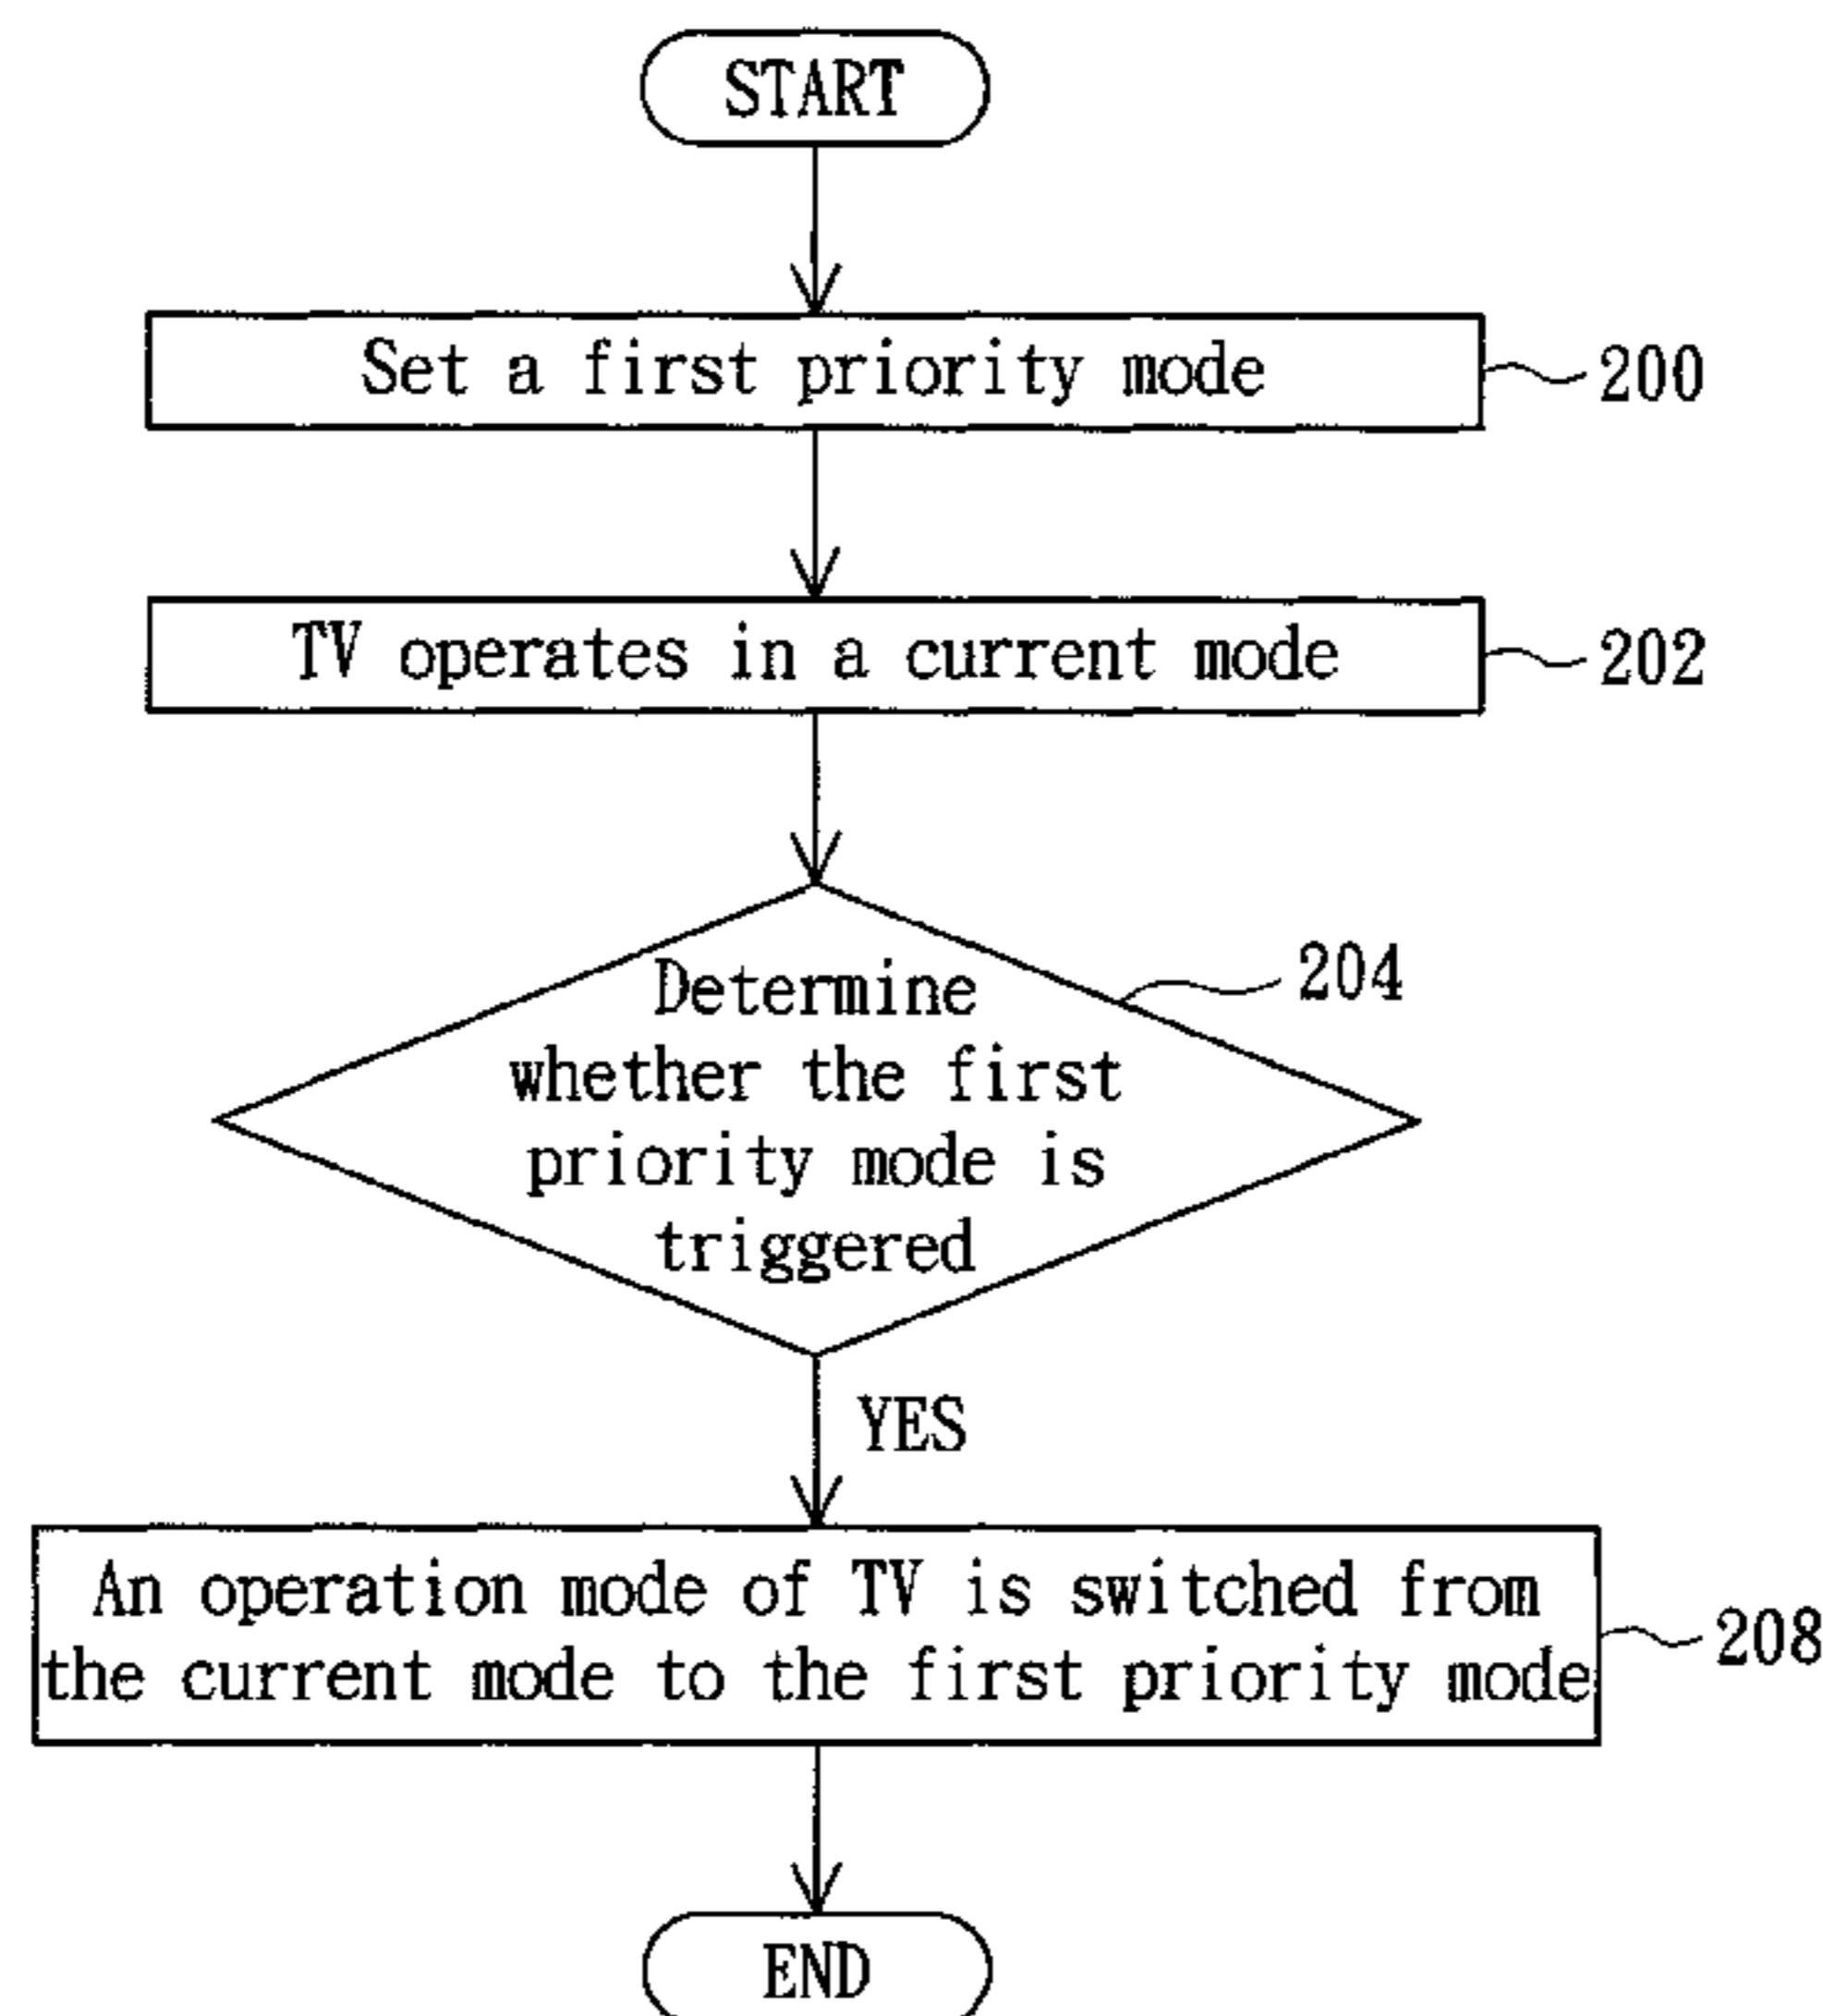 START
Set a first priority mode
200
TV operates in a current mode
202
Determine
204
whether the first
priority mode is
triggered
YES
An operation mode of TV is switched from
the current mode to the first priority mode
208
END